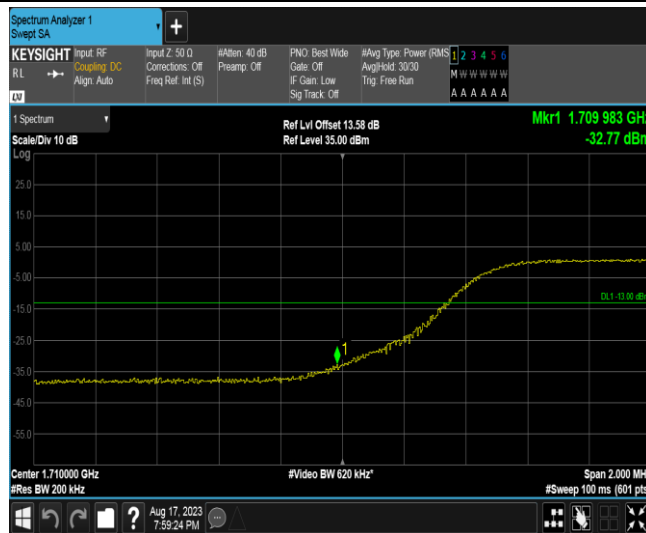 Spectrum Analyzer 1
Swept SA
+
KEYSIGHT
RL
Input: RF
Coupling: DC
Align: Auto
Input Z: 50 Ω
Corrections: Off
Freq Ref: Int (S)
#Atten: 40 dB
Preamp: Off
PNO: Best Wide
Gate: Off
IF Gain: Low
Sig Track: Off
#Avg Type: Power (RMS
Avg|Hold: 30/30
Trig: Free Run
1 2 3 4 5 6
M W W W W W
A A A A A A
1 Spectrum
Scale/Div 10 dB
Log
Ref Lvl Offset 13.58 dB
Ref Level 35.00 dBm
Mkr1 1.709 983 GHz
-32.77 dBm
25.0
15.0
5.00
-5.00
-15.0
-25.0
-35.0
-45.0
-55.0
DL1 -13.00 dBm
1
Center 1.710000 GHz
#Res BW 200 kHz
#Video BW 620 kHz*
Span 2.000 MH
#Sweep 100 ms (601 pts
?
Aug 17, 2023
7:59:24 PM